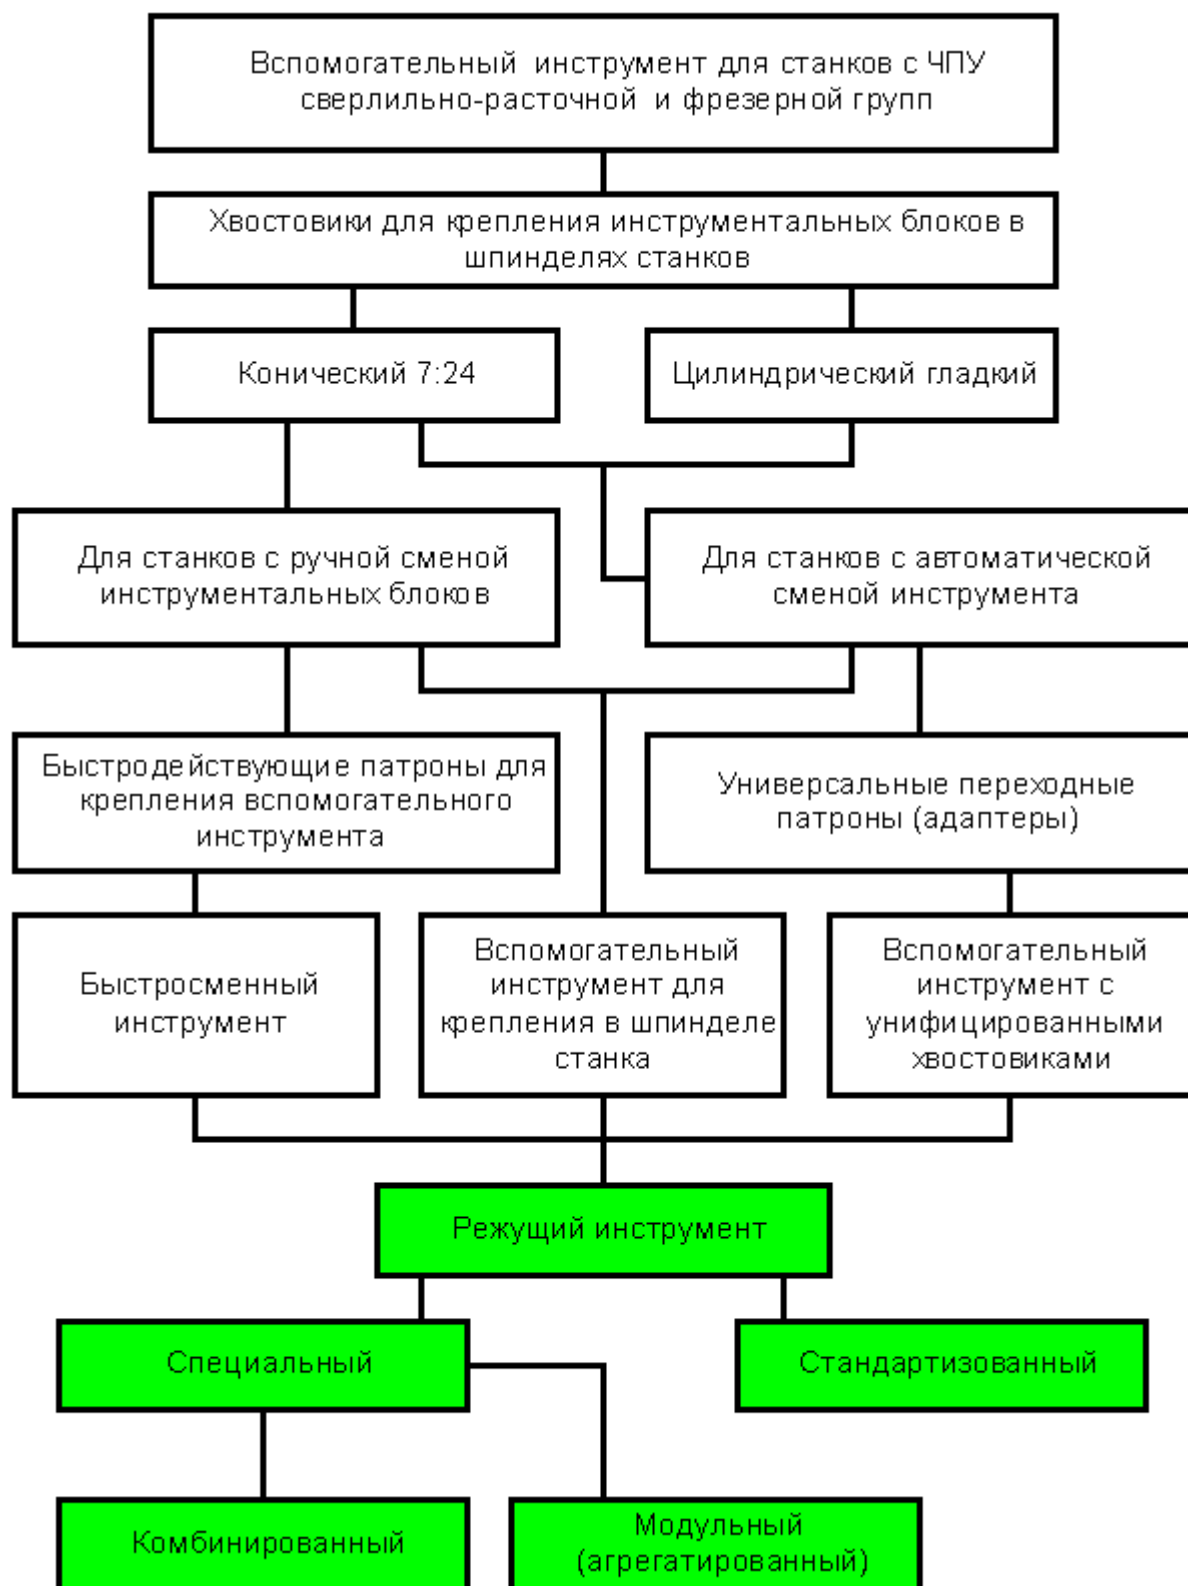 Вспомогательный инструмент для станков с ЧПУ
сверлильно-расточной и фрезерной групп
Хвостовики для крепления инструментальных блоков в
шпинделях станков
Конический 7:24
Цилиндрический гладкий
Для станков с ручной сменой
инструментальных блоков
Для станков с автоматической
сменой инструмента
Быстродействующие патроны для
крепления вспомогательного
инструмента
Универсальные переходные
патроны (адаптеры)
Быстросменный
инструмент
Вспомогательный
инструмент для
крепления в шпинделе
станка
Вспомогательный
инструмент с
унифицированными
хвостовиками
Режущий инструмент
Специальный
Стандартизованный
Комбинированный
Модульный
(агрегатированный)